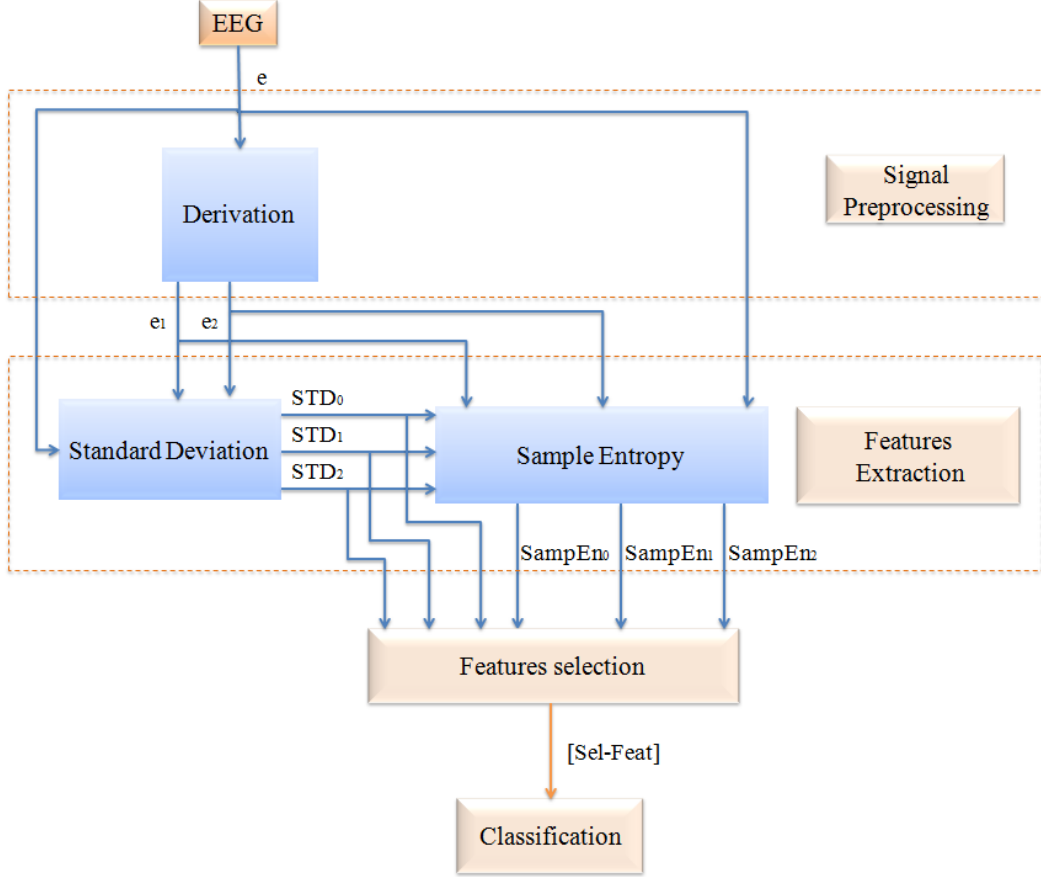 EEG
e
Derivation
Signal
Preprocessing
e₁
e₂
STD₀
STD₁
STD₂
Standard Deviation
Sample Entropy
Features
Extraction
SampEn₀
SampEn₁
SampEn₂
Features selection
[Sel-Feat]
Classification